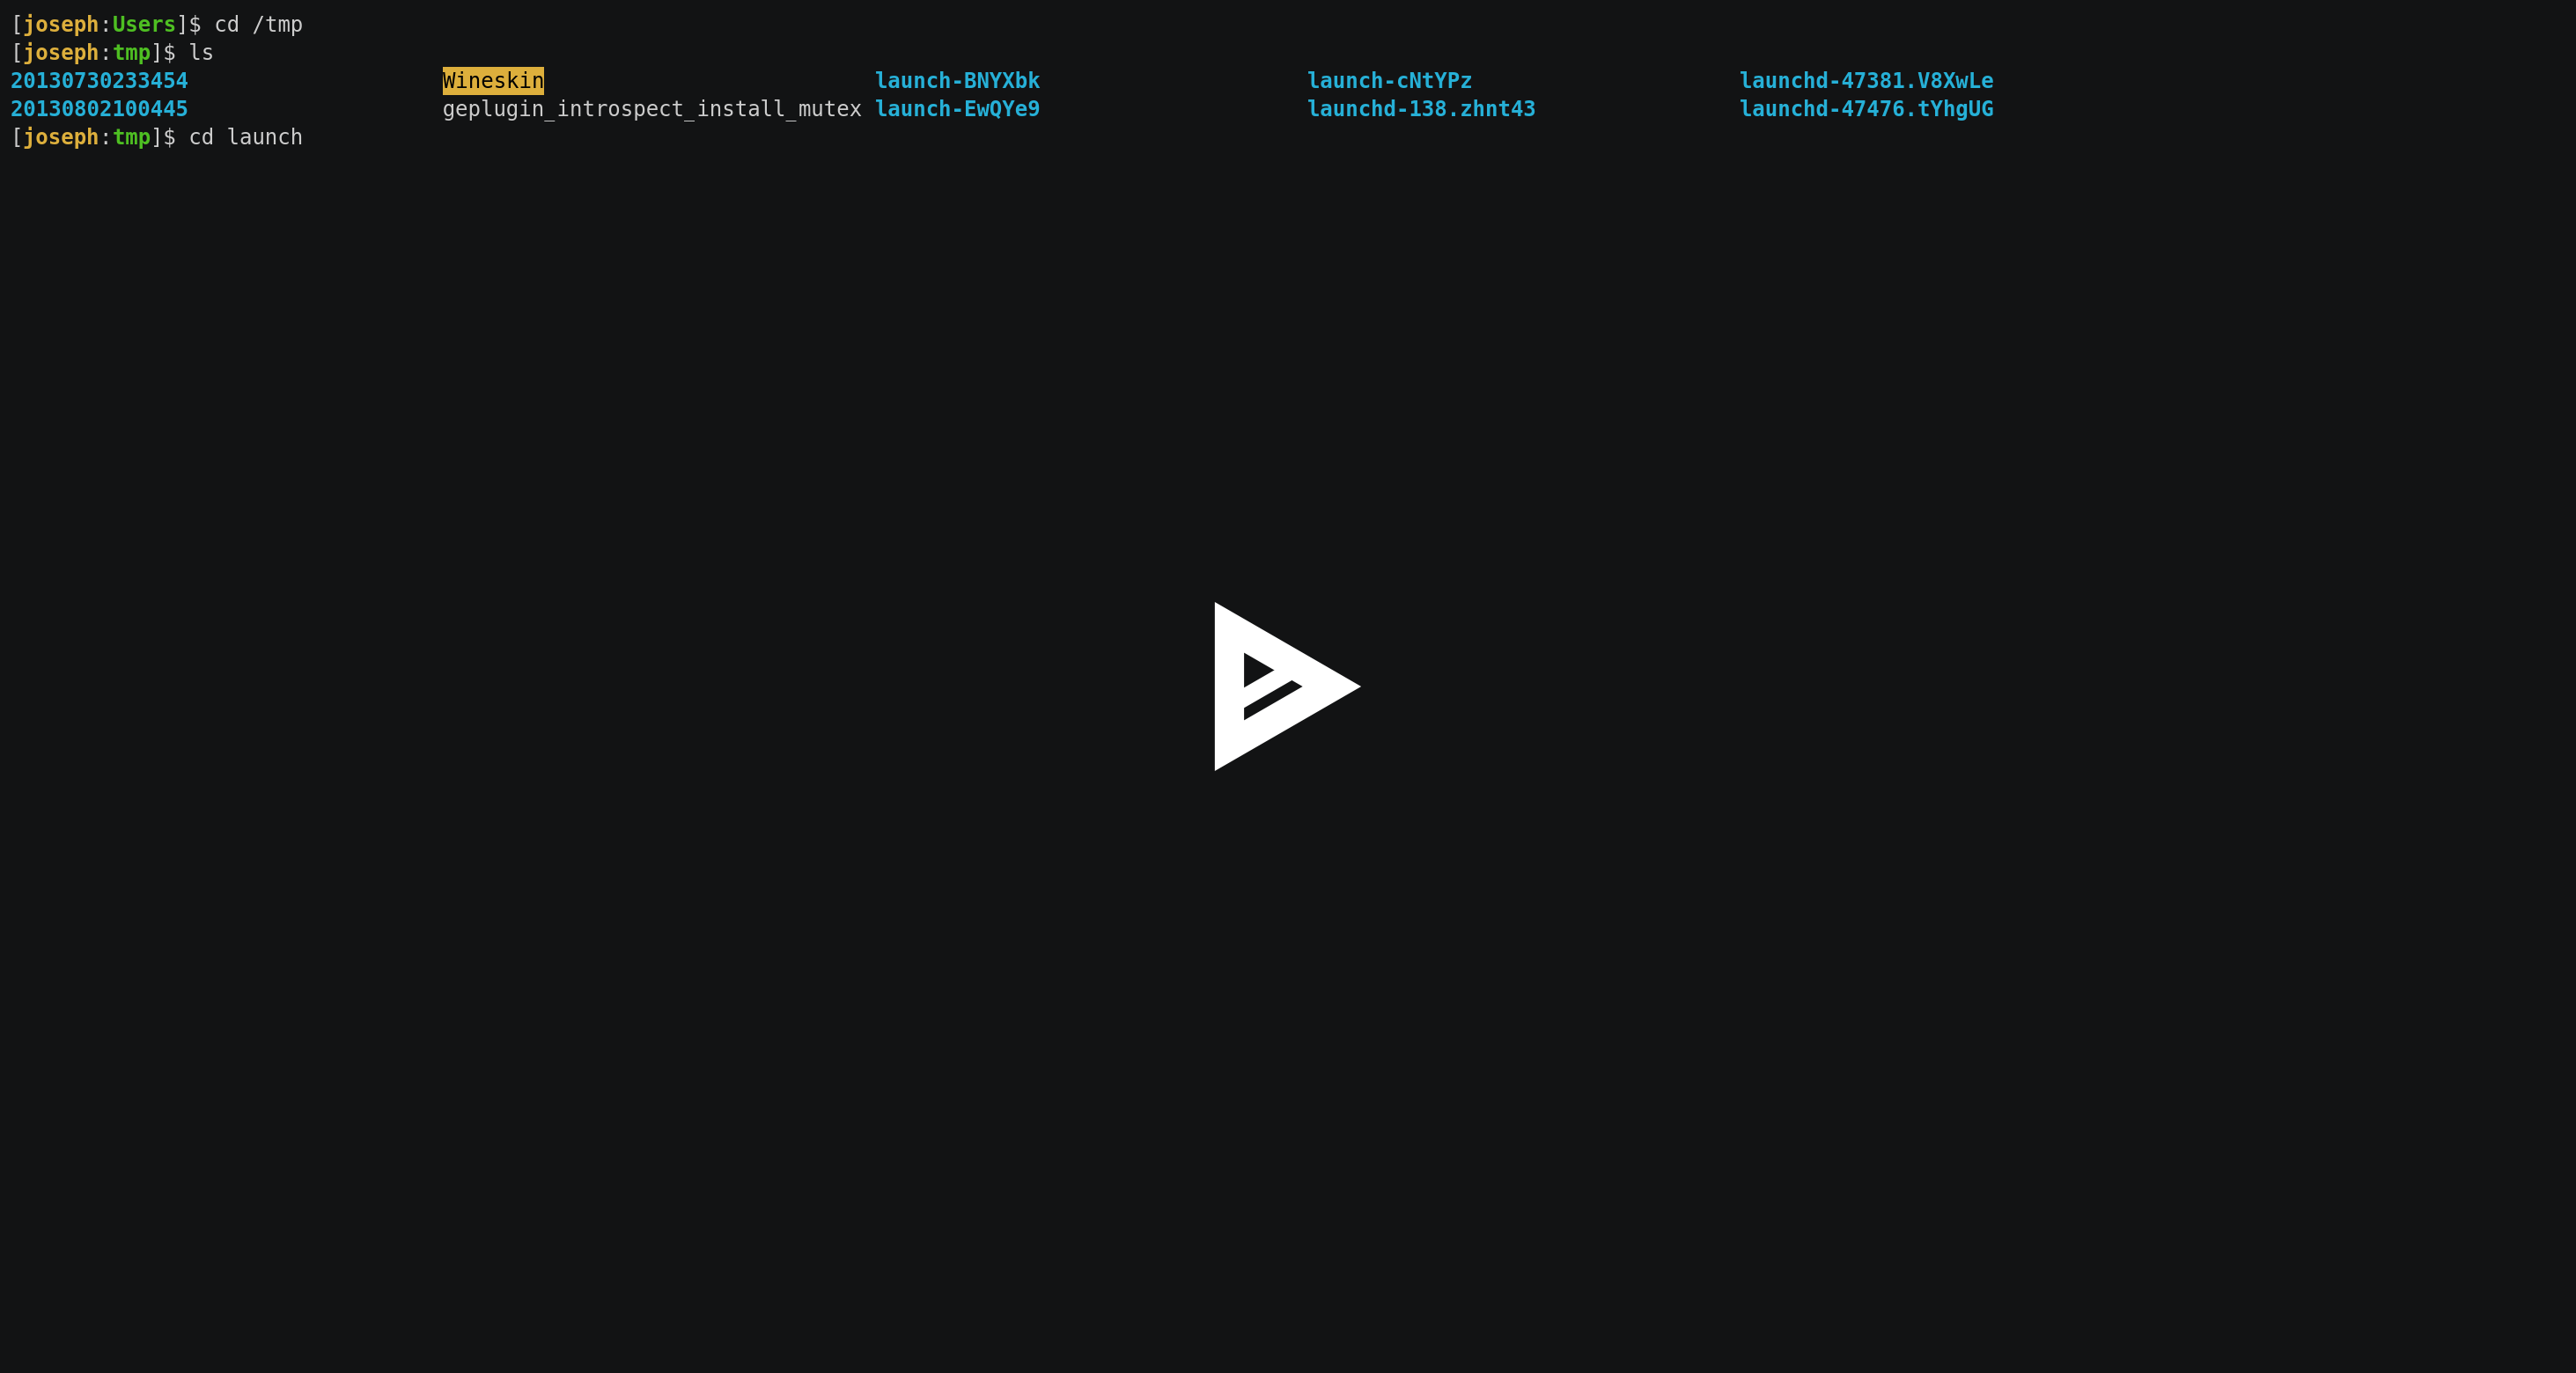 [joseph:Users]$ cd /tmp
[joseph:tmp]$ ls
20130730233454 Wineskin launch-BNYXbk launch-cNtYPz launchd-47381.V8XwLe
20130802100445 geplugin_introspect_install_mutex launch-EwQYe9 launchd-138.zhnt43 launchd-47476.tYhgUG
[joseph:tmp]$ cd launch